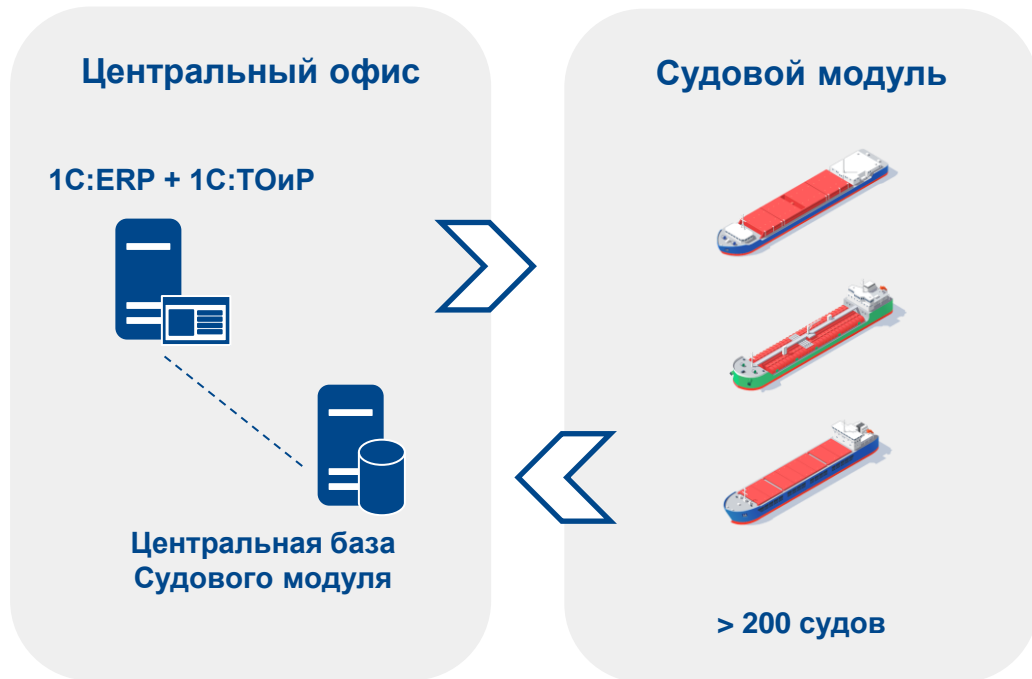 Центральный офис
1С:ERP + 1С:ТОиР
Центральная база
Судового модуля
Судовой модуль
> 200 судов